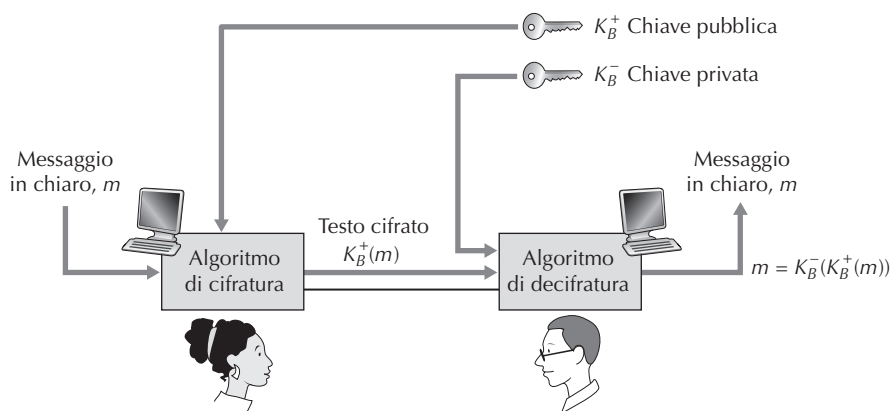 K_B^+ Chiave pubblica
K_B^- Chiave privata
Messaggio
in chiaro, m
Messaggio
in chiaro, m
Testo cifrato
K_B^+(m)
Algoritmo
di cifratura
Algoritmo
di decifratura
m = K_B^-(K_B^+(m))